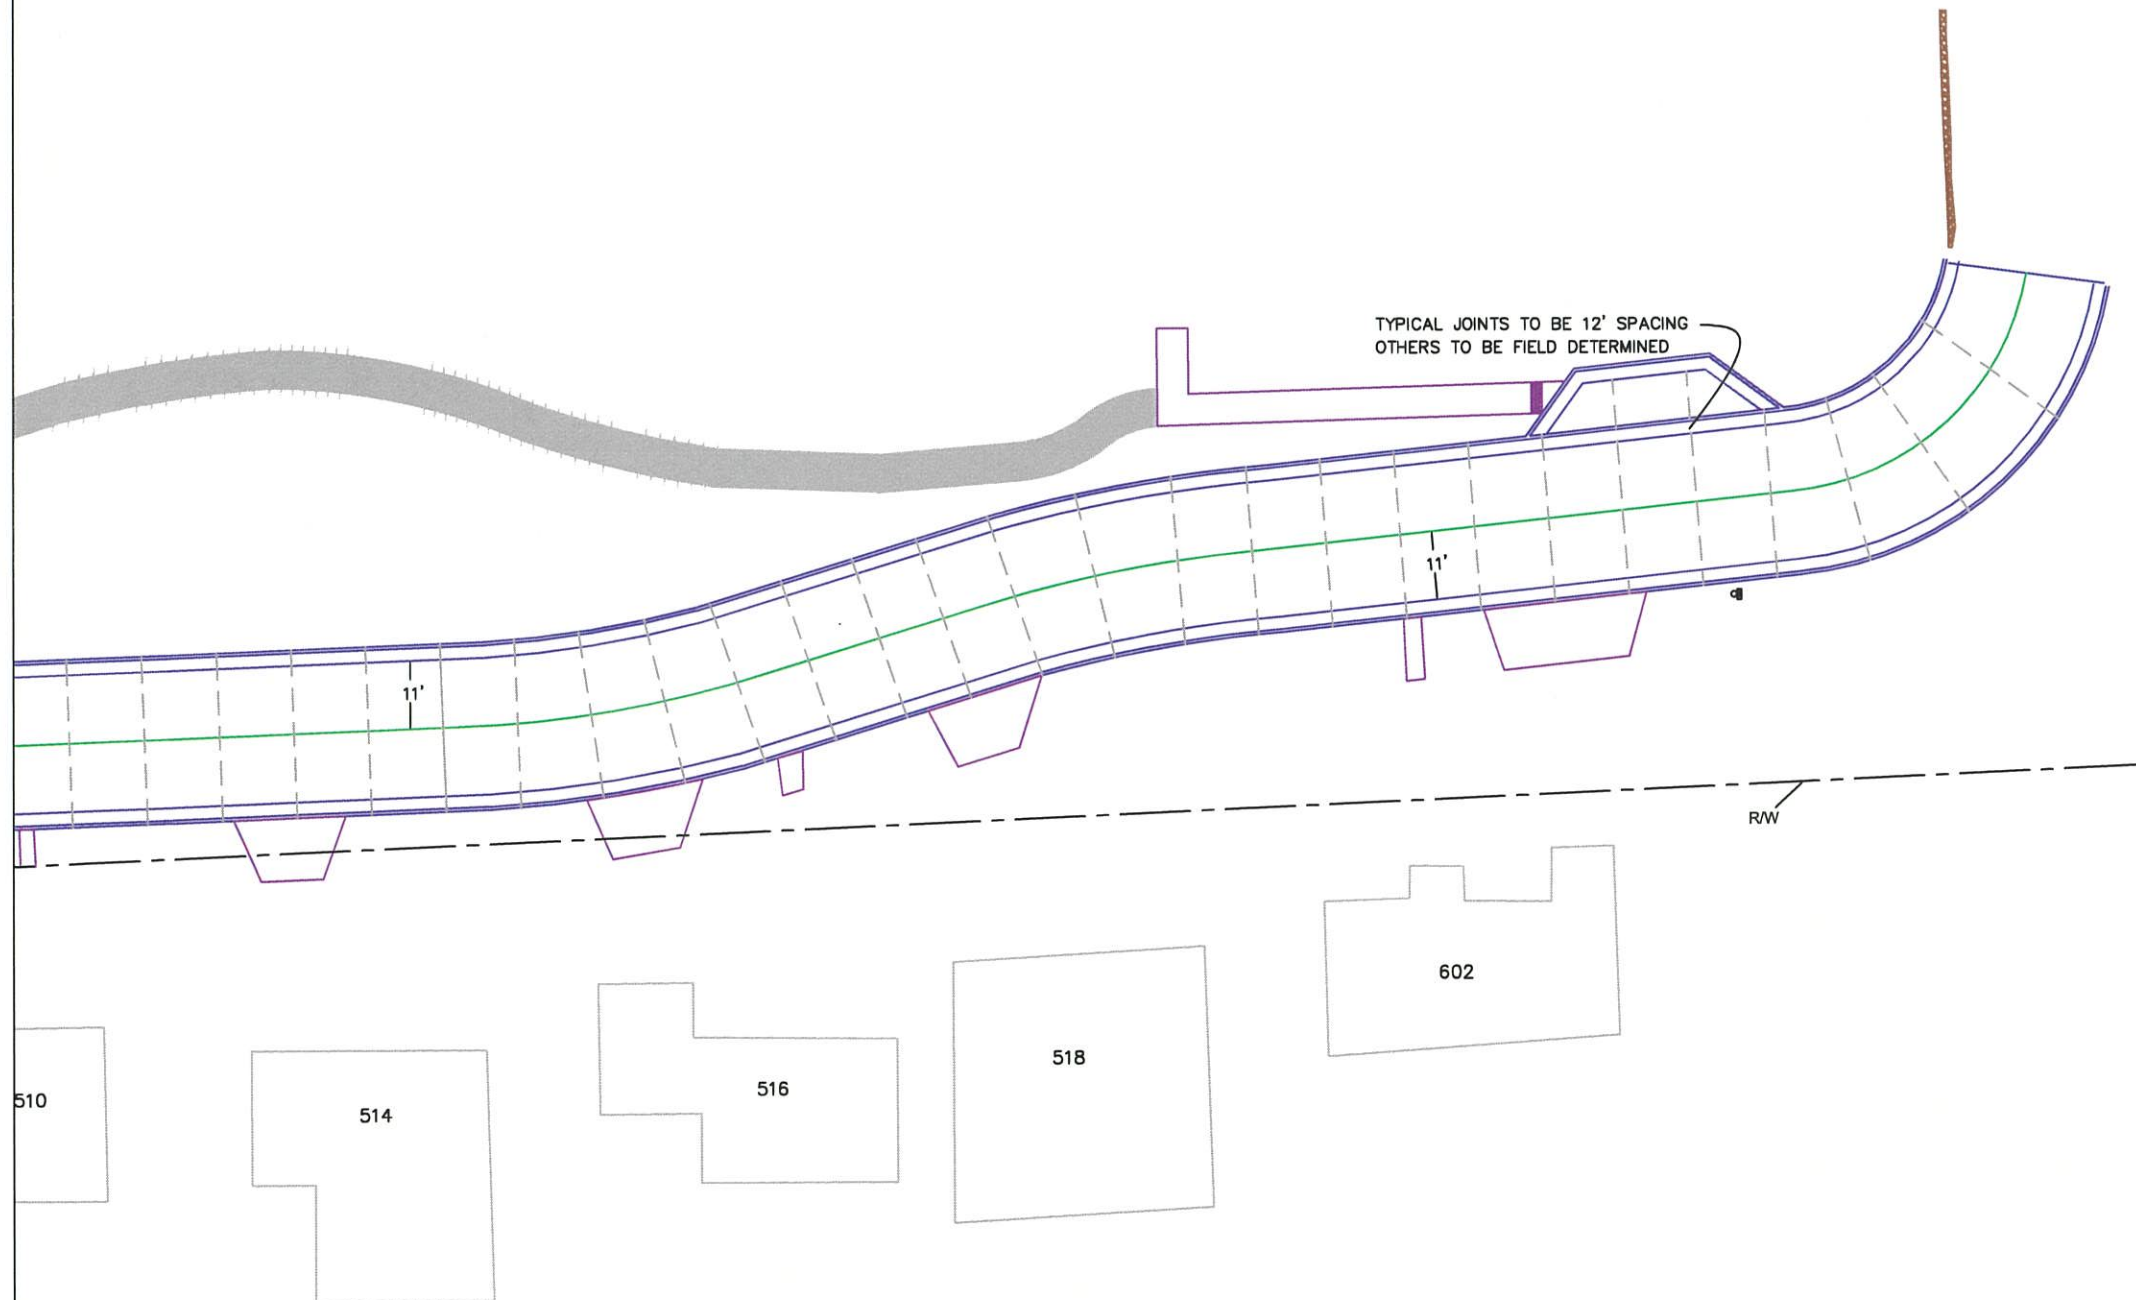 TYPICAL JOINTS TO BE 12' SPACING
OTHERS TO BE FIELD DETERMINED
11'
11'
R/W
602
518
516
514
510